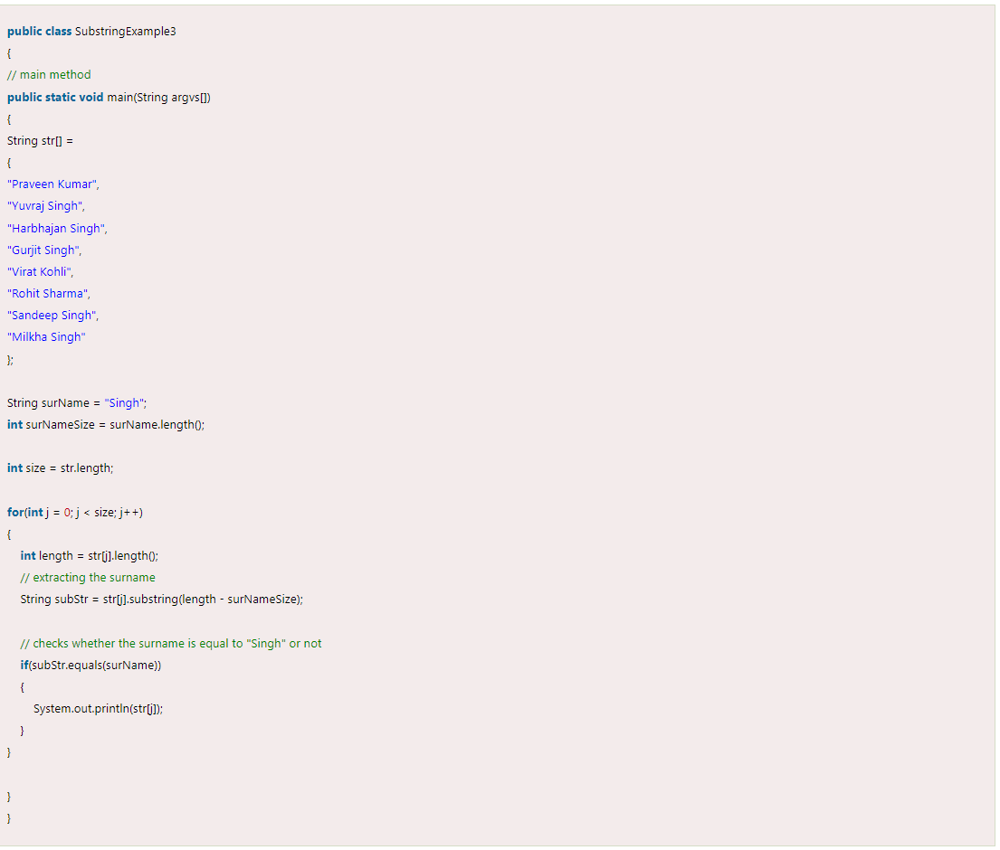 public class SubstringExample3
{
// main method
public static void main(String argvs[])
{
String str[] =
{
"Praveen Kumar",
"Yuvraj Singh",
"Harbhajan Singh",
"Gurjit Singh",
"Virat Kohli",
"Rohit Sharma",
"Sandeep Singh",
"Milkha Singh"
};
String surName = "Singh";
int surNameSize = surName.length();
int size = str.length;
for(int j = 0; j < size; j++)
{
int length = str[j].length();
// extracting the surname
String subStr = str[j].substring(length - surNameSize);
// checks whether the surname is equal to "Singh" or not
if(subStr.equals(surName))
{
System.out.println(str[j]);
}
}
}
}